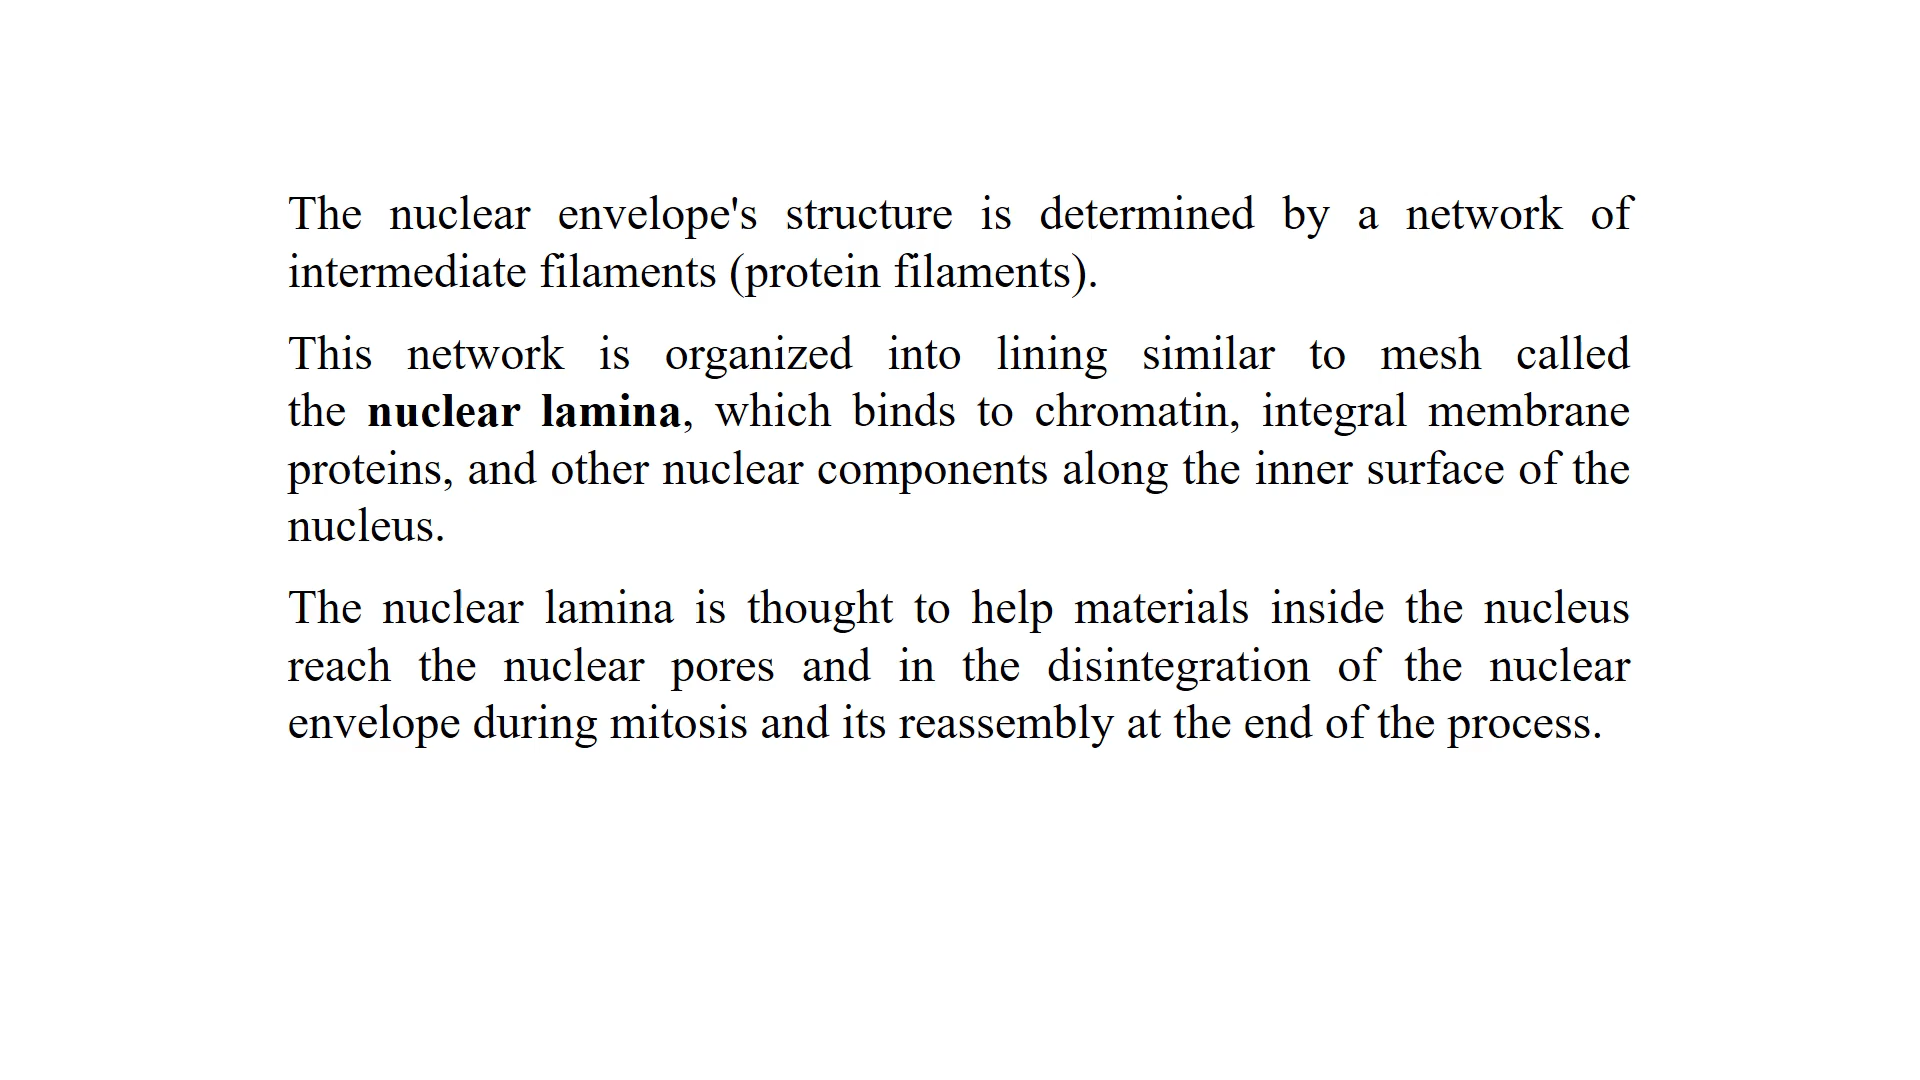 The nuclear envelope's structure is determined by a network of
intermediate filaments (protein filaments).
This network is organized into lining similar to mesh called
the nuclear lamina, which binds to chromatin, integral membrane
proteins, and other nuclear components along the inner surface of the
nucleus.
The nuclear lamina is thought to help materials inside the nucleus
reach the nuclear pores and in the disintegration of the nuclear
envelope during mitosis and its reassembly at the end of the process.